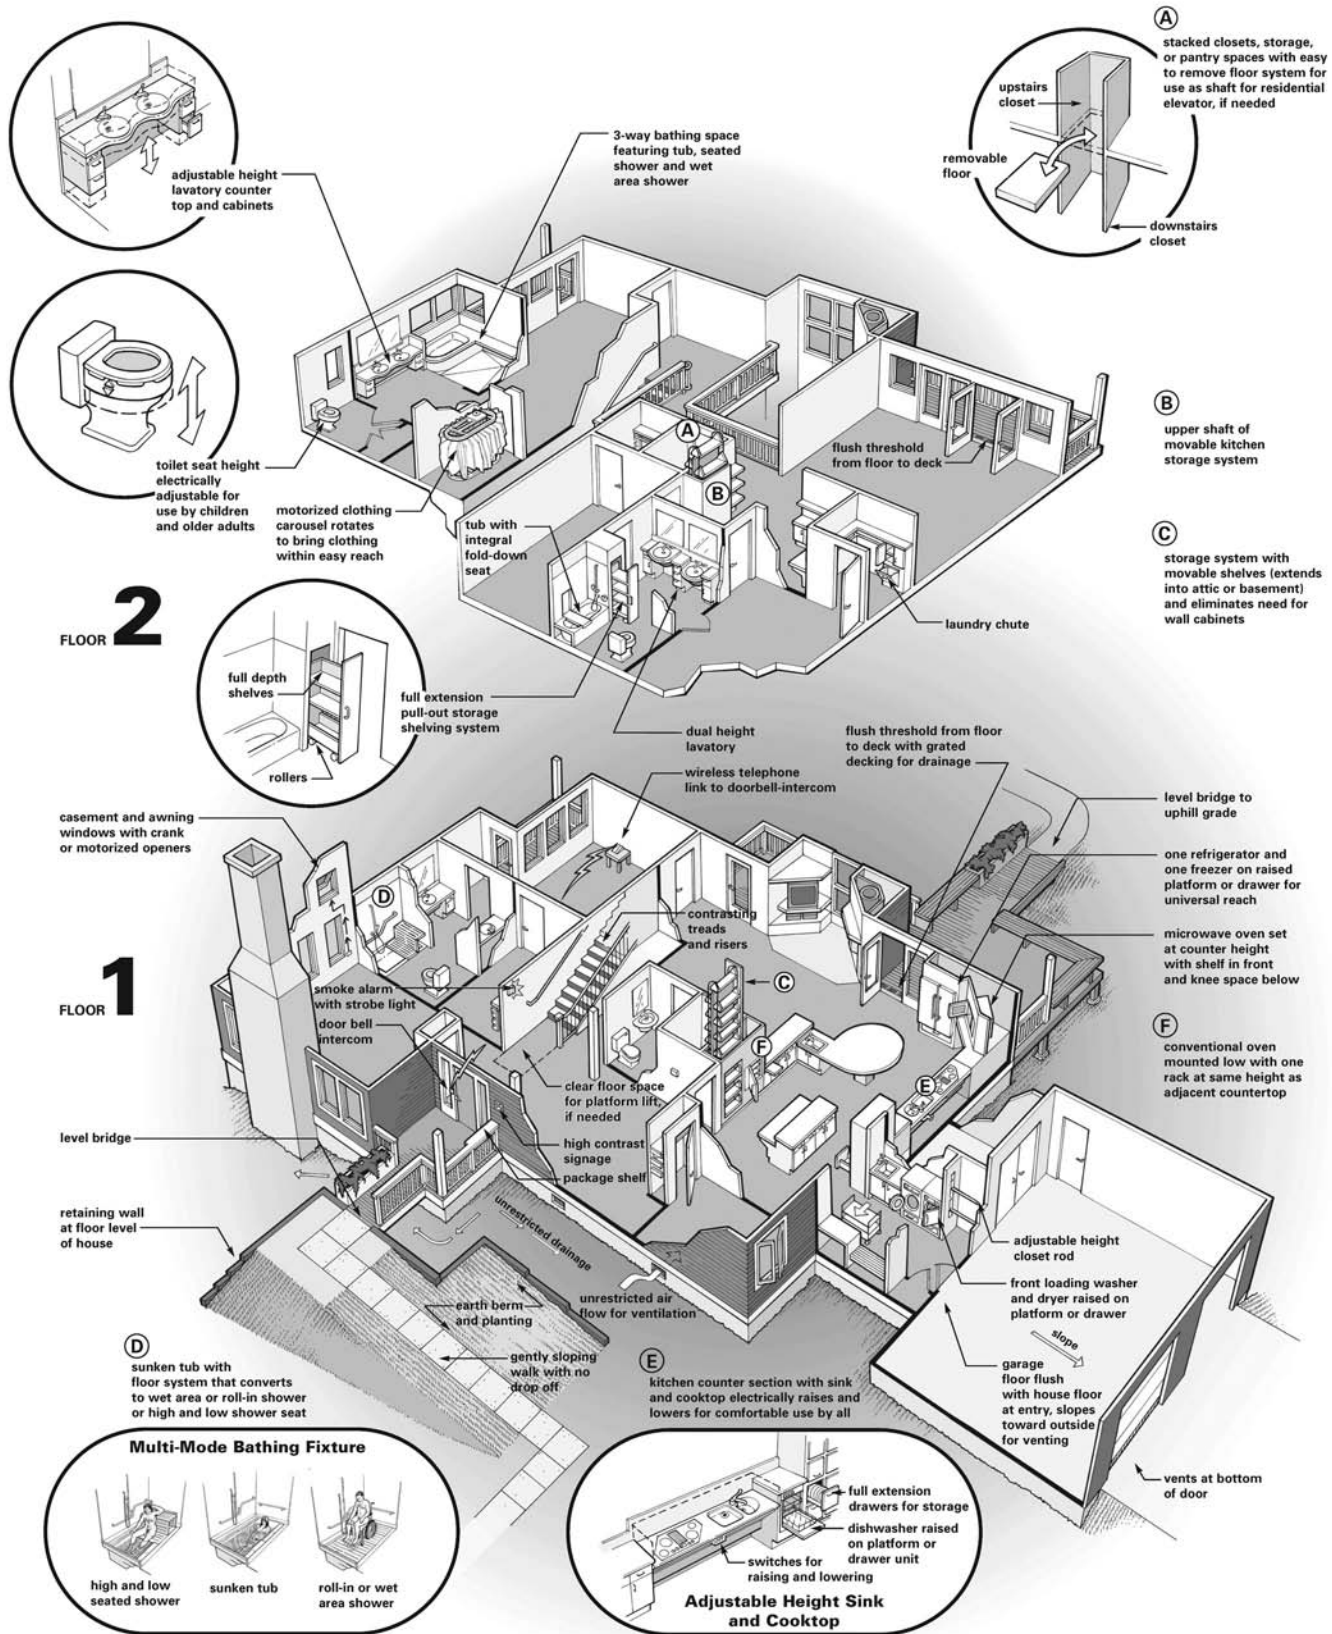 A
stacked closets, storage,
or pantry spaces with easy
to remove floor system for
use as shaft for residential
elevator, if needed
upstairs
closet
removable
floor
downstairs
closet
3-way bathing space
featuring tub, seated
shower and wet
area shower
adjustable height
lavatory counter
top and cabinets
toilet seat height
electrically
adjustable for
use by children
and older adults
motorized clothing
carousel rotates
to bring clothing
within easy reach
tub with
integral
fold-down
seat
A
B
flush threshold
from floor to deck
B
upper shaft of
movable kitchen
storage system
C
storage system with
movable shelves (extends
into attic or basement)
and eliminates need for
wall cabinets
laundry chute
FLOOR 2
full depth
shelves
rollers
full extension
pull-out storage
shelving system
dual height
lavatory
flush threshold from floor
to deck with grated
decking for drainage
wireless telephone
link to doorbell-intercom
casement and awning
windows with crank
or motorized openers
level bridge to
uphill grade
one refrigerator and
one freezer on raised
platform or drawer for
universal reach
microwave oven set
at counter height
with shelf in front
and knee space below
F
conventional oven
mounted low with one
rack at same height as
adjacent countertop
D
contrasting
treads
and risers
C
F
E
FLOOR 1
smoke alarm
with strobe light
door bell
intercom
clear floor space
for platform lift,
if needed
high contrast
signage
package shelf
level bridge
retaining wall
at floor level
of house
unrestricted drainage
unrestricted air
flow for ventilation
earth berm
and planting
gently sloping
walk with no
drop off
adjustable height
closet rod
front loading washer
and dryer raised on
platform or drawer
slope
garage
floor flush
with house floor
at entry, slopes
toward outside
for venting
vents at bottom
of door
D
sunken tub with
floor system that converts
to wet area or roll-in shower
or high and low shower seat
Multi-Mode Bathing Fixture
high and low
seated shower
sunken tub
roll-in or wet
area shower
E
kitchen counter section with sink
and cooktop electrically raises and
lowers for comfortable use by all
full extension
drawers for storage
dishwasher raised
on platform or
drawer unit
switches for
raising and lowering
Adjustable Height Sink
and Cooktop